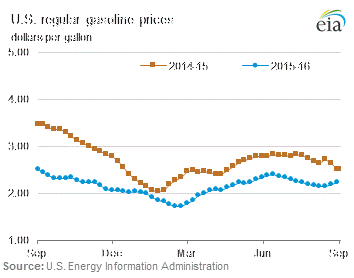 U.S. regular gasoline prices
dollars per gallon
eia
5.00
2014-15
2015-16
4.00
3.00
2.00
1.00
Sep
Dec
Mar
Jun
Sep
Source: U.S. Energy Information Administration